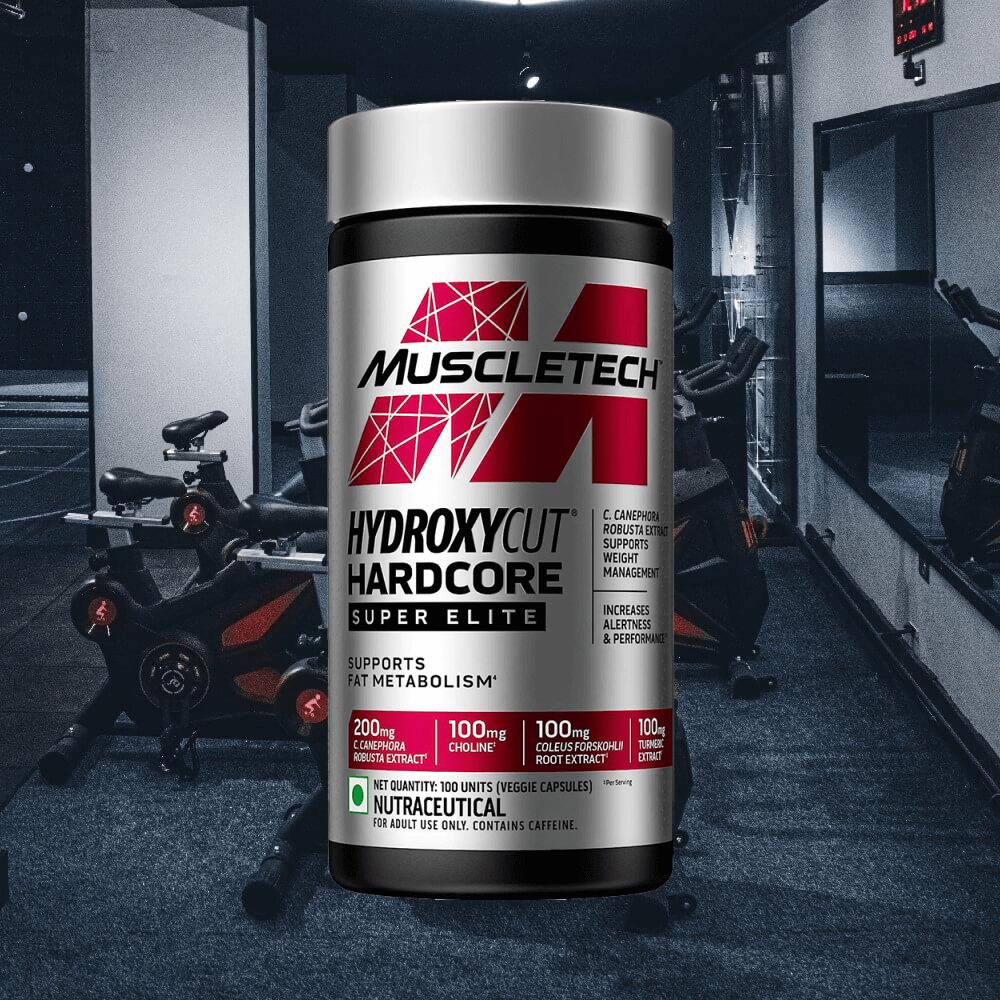 MUSCLETECH™
HYDROXYCUT®
HARDCORE
SUPER ELITE
C. CANEPHORA
ROBUSTA EXTRACT
SUPPORTS
WEIGHT
MANAGEMENT
INCREASES
ALERTNESS
& PERFORMANCE
SUPPORTS
FAT METABOLISM⁴
200mg
C. CANEPHORA
ROBUSTA EXTRACT‡
100mg
CHOLINE‡
100mg
COLEUS FORSKOHLII
ROOT EXTRACT‡
100mg
TURMERIC
EXTRACT
NET QUANTITY: 100 UNITS (VEGGIE CAPSULES)
‡Per Serving
NUTRACEUTICAL
FOR ADULT USE ONLY. CONTAINS CAFFEINE.